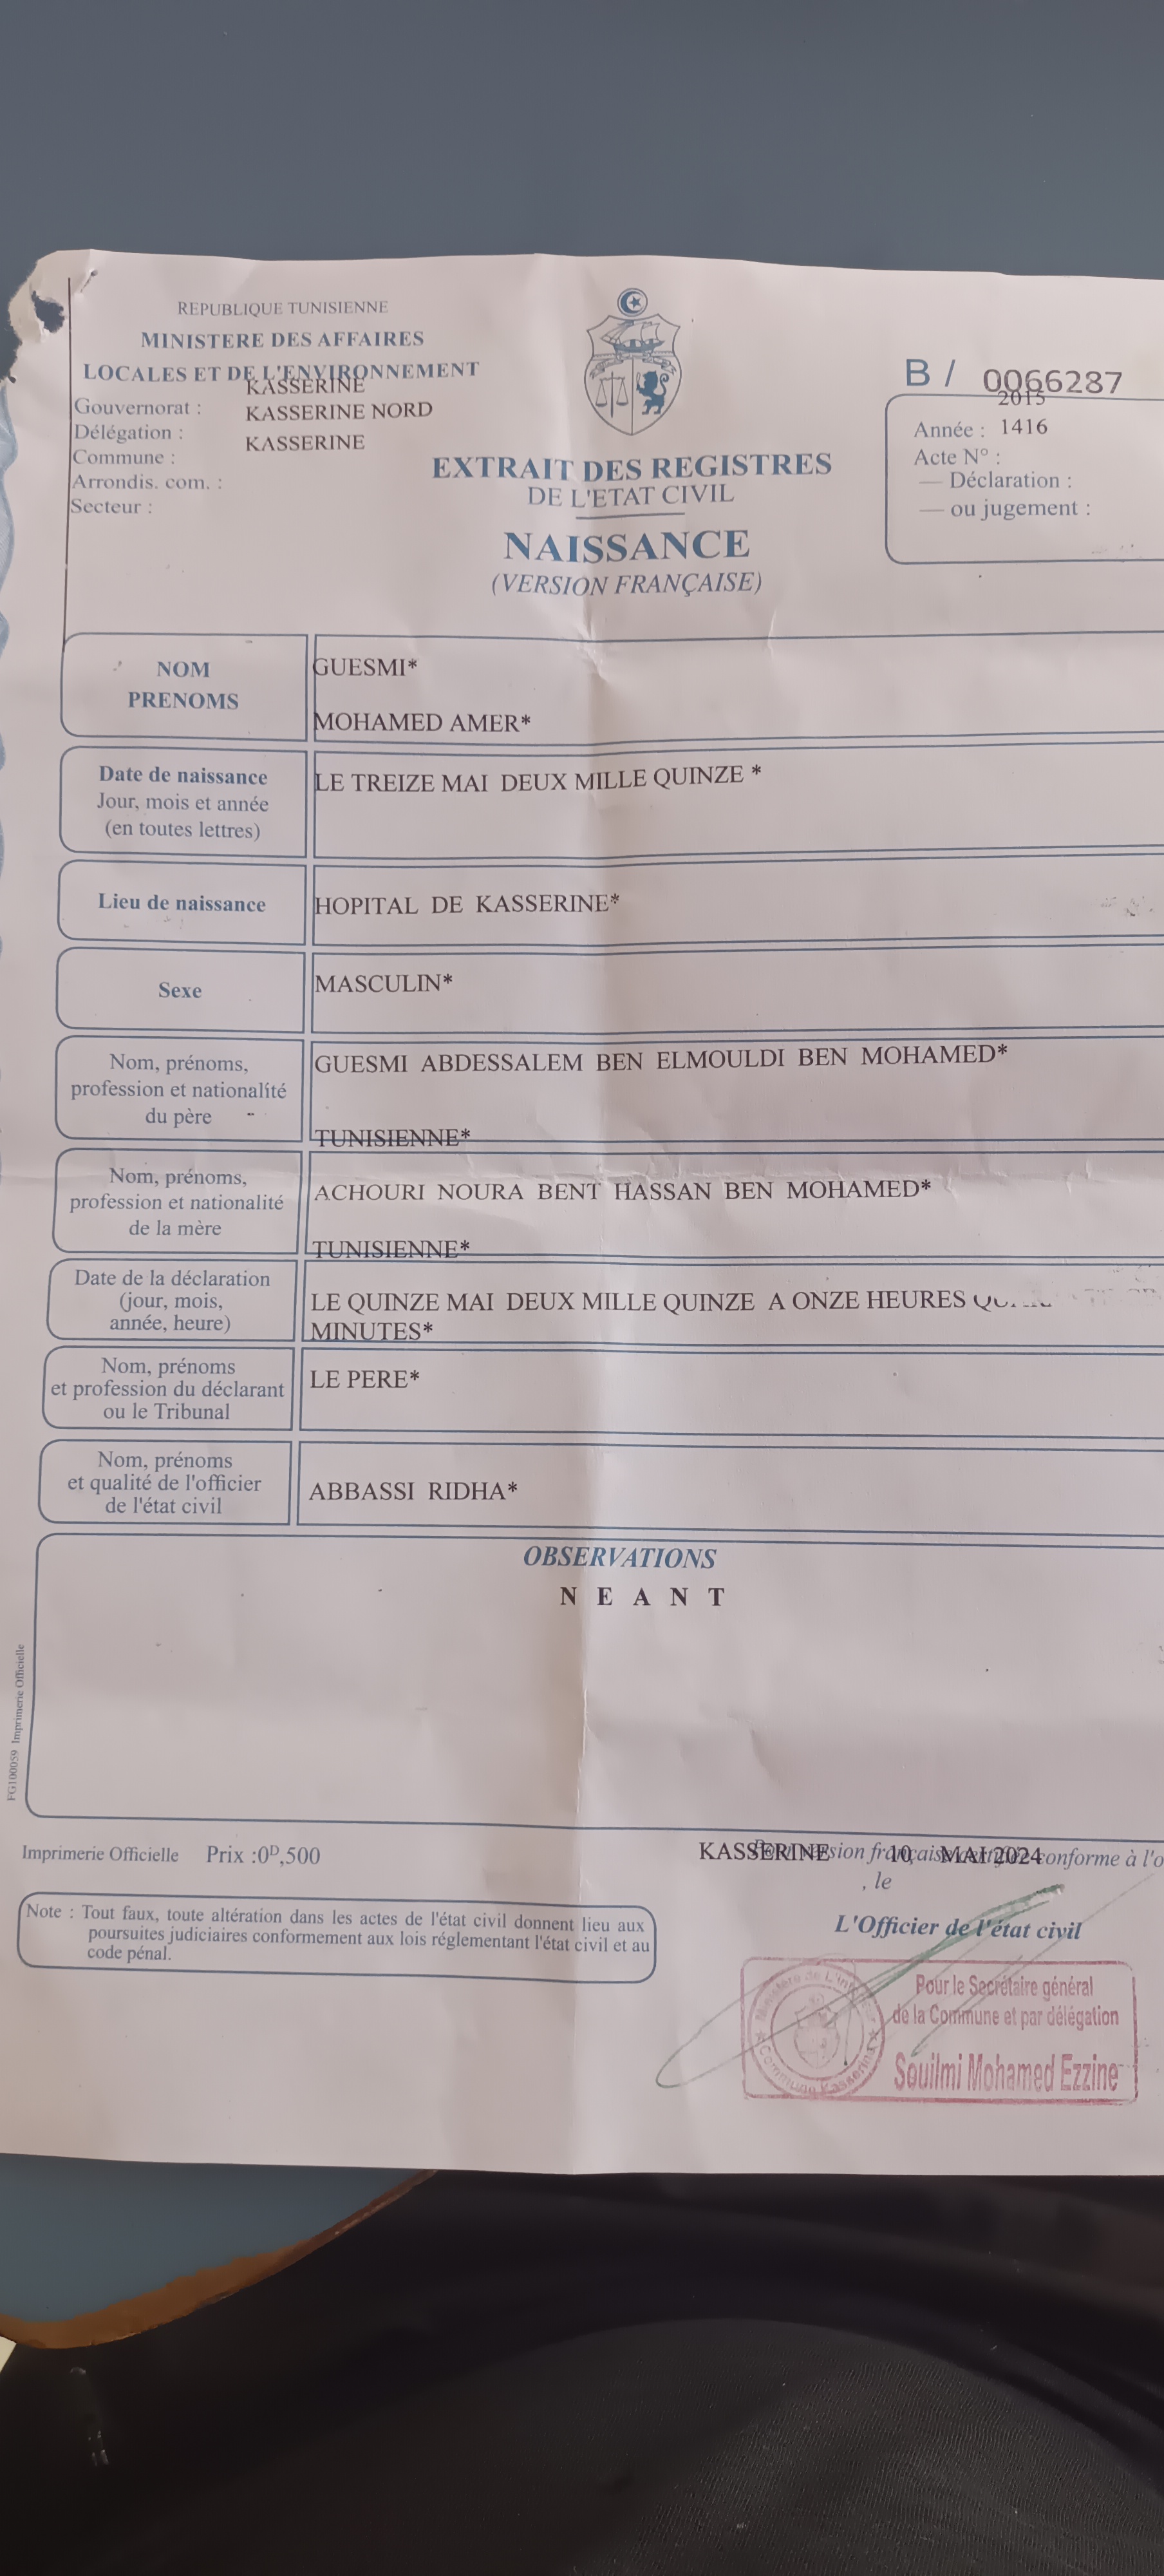 REPUBLIQUE TUNISIENNE
MINISTERE DES AFFAIRES
LOCALES ET DE L'ENVIRONNEMENT
KASSERINE
Gouvernorat :
KASSERINE NORD
Délégation :
KASSERINE
Commune :
Arrondis. com. :
Secteur :
B / 0066287
2015
Année : 1416
Acte N° :
— Déclaration :
— ou jugement :
EXTRAIT DES REGISTRES
DE L'ETAT CIVIL
NAISSANCE
(VERSION FRANÇAISE)
NOM
PRENOMS
GUESMI*
MOHAMED AMER*
Date de naissance
Jour, mois et année
(en toutes lettres)
LE TREIZE MAI DEUX MILLE QUINZE *
Lieu de naissance
HOPITAL DE KASSERINE*
Sexe
MASCULIN*
Nom, prénoms,
profession et nationalité
du père
GUESMI ABDESSALEM BEN ELMOULDI BEN MOHAMED*
TUNISIENNE*
Nom, prénoms,
profession et nationalité
de la mère
ACHOURI NOURA BENT HASSAN BEN MOHAMED*
TUNISIENNE*
Date de la déclaration
(jour, mois,
année, heure)
LE QUINZE MAI DEUX MILLE QUINZE A ONZE HEURES
MINUTES*
Nom, prénoms
et profession du déclarant
ou le Tribunal
LE PERE*
Nom, prénoms
et qualité de l'officier
de l'état civil
ABBASSI RIDHA*
OBSERVATIONS
N E A N T
FG100059 Imprimerie Officielle
Imprimerie Officielle Prix :0D,500
KASSERINE 10 MAI 2024
conforme à l'o
, le
L'Officier de l'état civil
Note : Tout faux, toute altération dans les actes de l'état civil donnent lieu aux
poursuites judiciaires conformement aux lois réglementant l'état civil et au
code pénal.
Pour le Secrétaire général
de la Commune et par délégation
Souilmi Mohamed Ezzine
Ministère de L'intérieur
Commune Kasserine